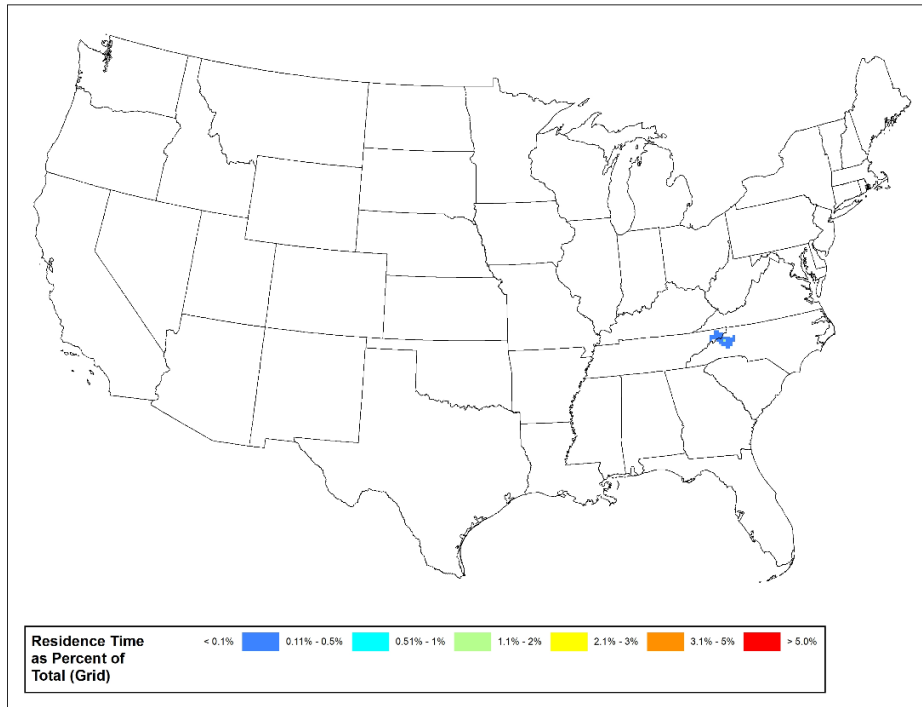 Residence Time
as Percent of
Total (Grid)
< 0.1% 0.11% - 0.5% 0.51% - 1% 1.1% - 2% 2.1% - 3% 3.1% - 5% > 5.0%